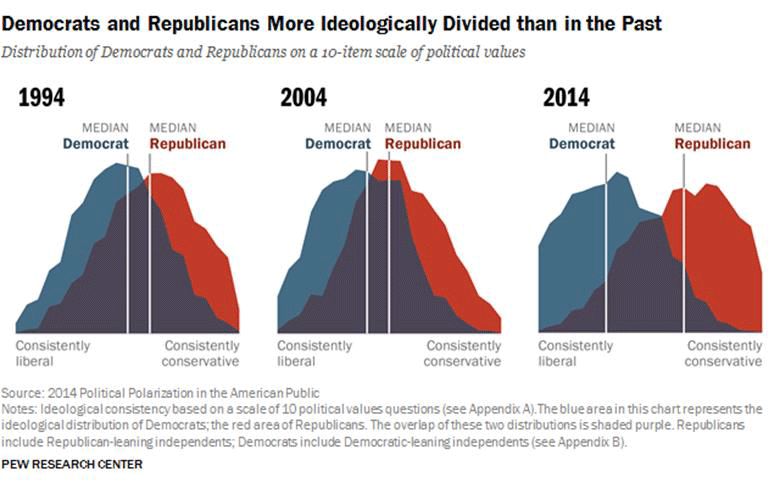 Democrats and Republicans More Ideologically Divided than in the Past
Distribution of Democrats and Republicans on a 10-item scale of political values
1994
MEDIAN Democrat
MEDIAN Republican
Consistently liberal
Consistently conservative
2004
MEDIAN Democrat
MEDIAN Republican
Consistently liberal
Consistently conservative
2014
MEDIAN Democrat
MEDIAN Republican
Consistently liberal
Consistently conservative
Source: 2014 Political Polarization in the American Public
Notes: Ideological consistency based on a scale of 10 political values questions (see Appendix A).The blue area in this chart represents the
ideological distribution of Democrats; the red area of Republicans. The overlap of these two distributions is shaded purple. Republicans
include Republican-leaning independents; Democrats include Democratic-leaning independents (see Appendix B).
PEW RESEARCH CENTER